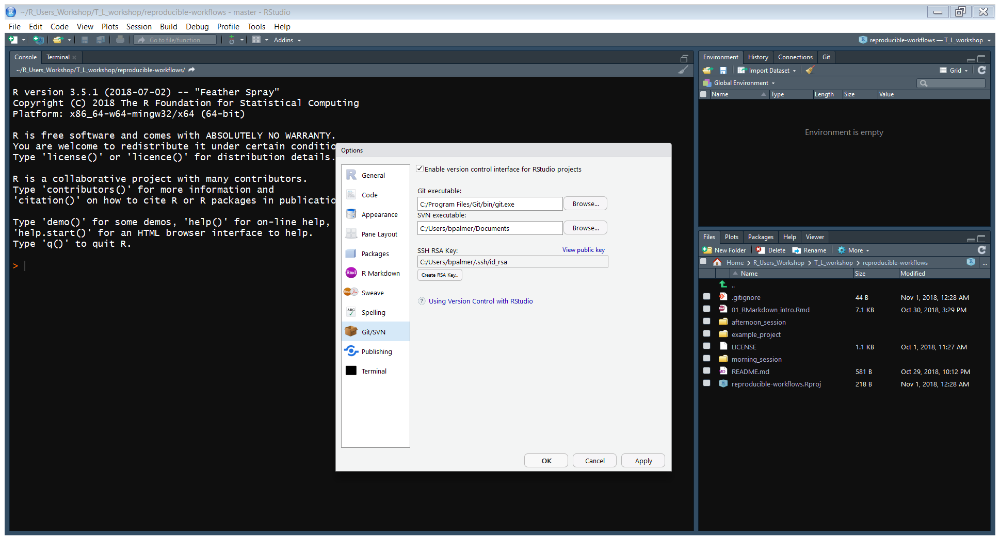 ~/R_Users_Workshop/T_L_workshop/reproducible-workflows - master - RStudio
File Edit Code View Plots Session Build Debug Profile Tools Help
Go to file/function Addins reproducible-workflows — T_L_workshop
Console Terminal
~/R_Users_Workshop/T_L_workshop/reproducible-workflows/
R version 3.5.1 (2018-07-02) -- "Feather Spray"
Copyright (C) 2018 The R Foundation for Statistical Computing
Platform: x86_64-w64-mingw32/x64 (64-bit)
R is free software and comes with ABSOLUTELY NO WARRANTY.
You are welcome to redistribute it under certain conditio
Type 'license()' or 'licence()' for distribution details.
R is a collaborative project with many contributors.
Type 'contributors()' for more information and
'citation()' on how to cite R or R packages in publicatio
Type 'demo()' for some demos, 'help()' for on-line help,
'help.start()' for an HTML browser interface to help.
Type 'q()' to quit R.
>
Options
General
Code
Appearance
Pane Layout
Packages
R Markdown
Sweave
Spelling
Git/SVN
Publishing
Terminal
Enable version control interface for RStudio projects
Git executable:
C:/Program Files/Git/bin/git.exe Browse...
SVN executable:
C:/Users/bpalmer/Documents Browse...
SSH RSA Key: View public key
C:/Users/bpalmer/.ssh/id_rsa
Create RSA Key...
? Using Version Control with RStudio
OK Cancel Apply
Environment History Connections Git
Import Dataset Grid
Global Environment
Name Type Length Size Value
Environment is empty
Files Plots Packages Help Viewer
New Folder Delete Rename More
Home R_Users_Workshop T_L_workshop reproducible-workflows ...
Name Size Modified
..
.gitignore 44 B Nov 1, 2018, 12:28 AM
01_RMarkdown_intro.Rmd 7.1 KB Oct 30, 2018, 3:29 PM
afternoon_session
example_project
LICENSE 1.1 KB Oct 1, 2018, 11:27 AM
morning_session
README.md 581 B Oct 29, 2018, 10:12 PM
reproducible-workflows.Rproj 218 B Nov 1, 2018, 12:28 AM